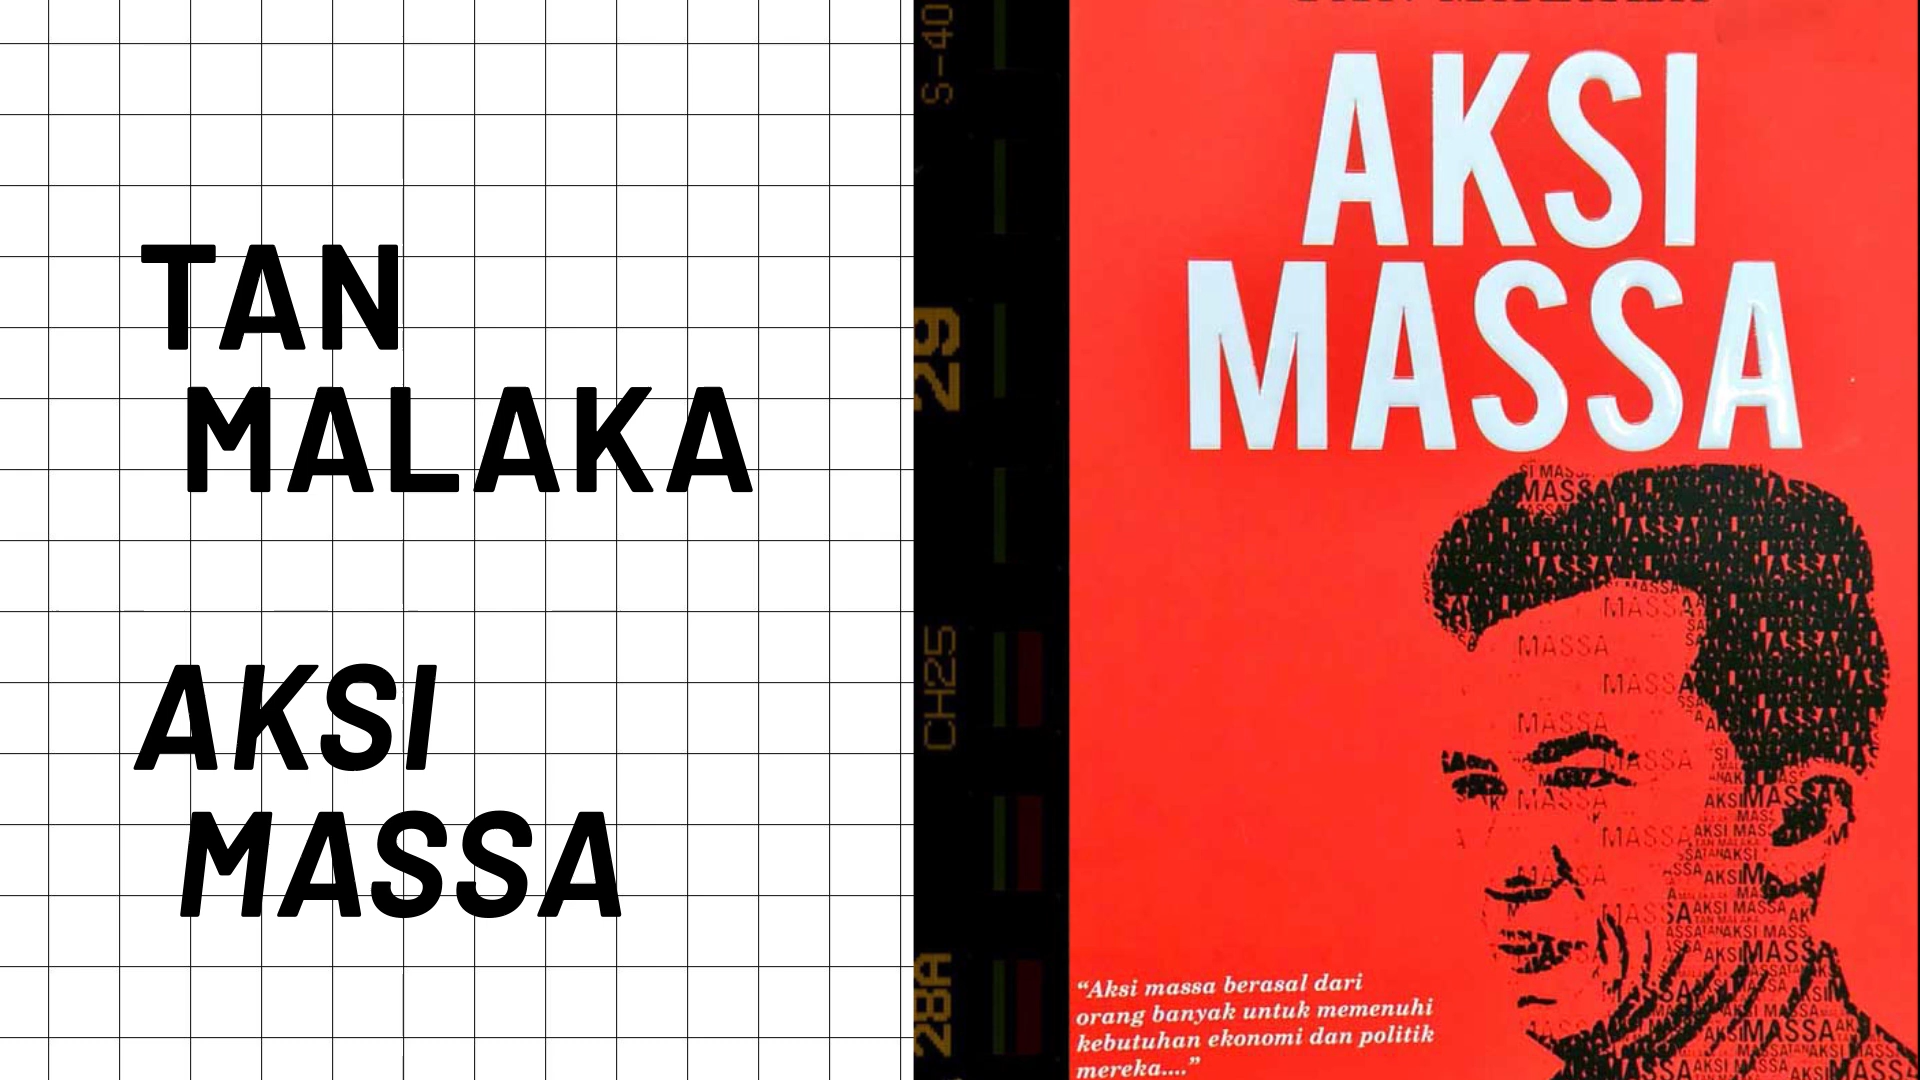 TAN
MALAKA
AKSI
MASSA
S-40
29
CH25
28A
AKSI
MASSA
“Aksi massa berasal dari
orang banyak untuk memenuhi
kebutuhan ekonomi dan politik
mereka....”